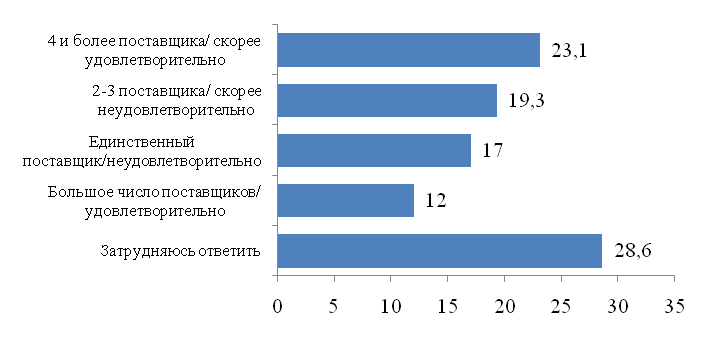 4 и более поставщика/ скорее
удовлетворительно
23,1
2-3 поставщика/ скорее
неудовлетворительно
19,3
Единственный
поставщик/неудовлетворительно
17
Большое число поставщиков/
удовлетворительно
12
Затрудняюсь ответить
28,6
0 5 10 15 20 25 30 35